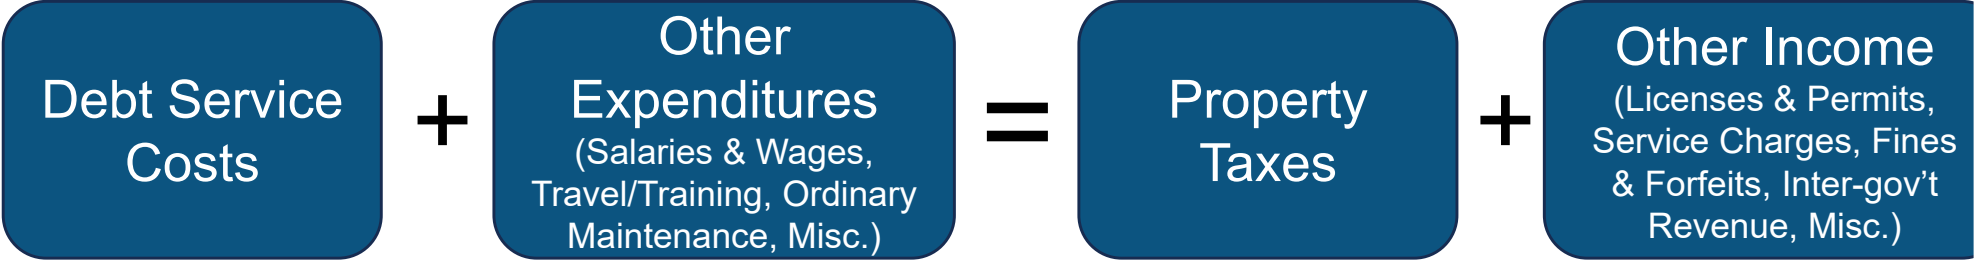 Debt Service
Costs
+
Other
Expenditures
(Salaries & Wages,
Travel/Training, Ordinary
Maintenance, Misc.)
=
Property
Taxes
+
Other Income
(Licenses & Permits,
Service Charges, Fines
& Forfeits, Inter-gov’t
Revenue, Misc.)